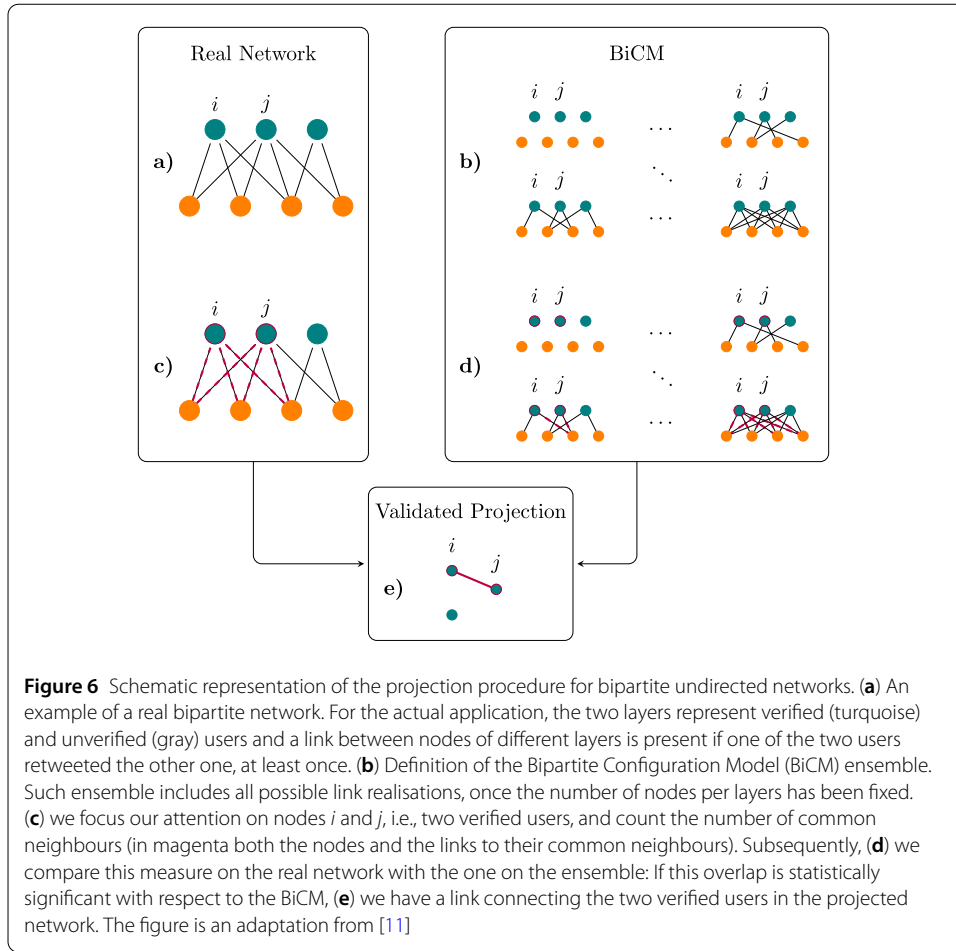 Real Network
BiCM
i j
a)
i j
i j
b)
...
⋱
i j
...
i j
c)
i j
i j
d)
...
⋱
i j
...
i j
Validated Projection
i
j
e)
Figure 6 Schematic representation of the projection procedure for bipartite undirected networks. (a) An
example of a real bipartite network. For the actual application, the two layers represent verified (turquoise)
and unverified (gray) users and a link between nodes of different layers is present if one of the two users
retweeted the other one, at least once. (b) Definition of the Bipartite Configuration Model (BiCM) ensemble.
Such ensemble includes all possible link realisations, once the number of nodes per layers has been fixed.
(c) we focus our attention on nodes i and j, i.e., two verified users, and count the number of common
neighbours (in magenta both the nodes and the links to their common neighbours). Subsequently, (d) we
compare this measure on the real network with the one on the ensemble: If this overlap is statistically
significant with respect to the BiCM, (e) we have a link connecting the two verified users in the projected
network. The figure is an adaptation from [11]